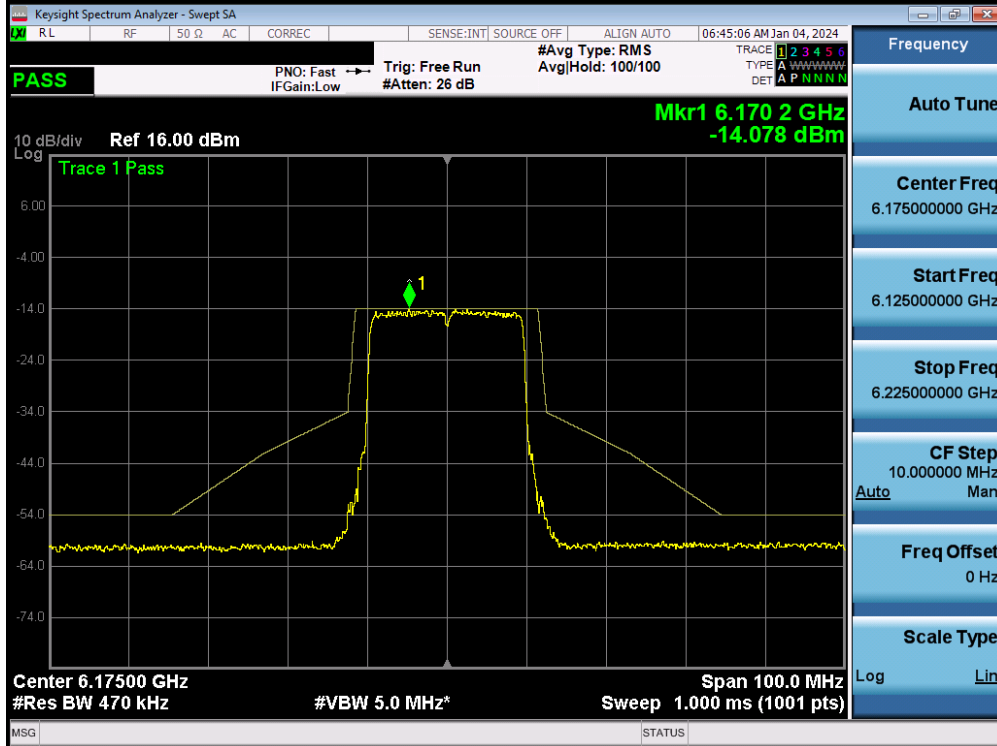 Keysight Spectrum Analyzer - Swept SA
LXI RL RF 50 Ω AC CORREC SENSE:INT SOURCE OFF ALIGN AUTO 06:45:06 AM Jan 04, 2024
PASS
PNO: Fast
IFGain:Low
Trig: Free Run
#Atten: 26 dB
#Avg Type: RMS
Avg|Hold: 100/100
TRACE 1 2 3 4 5 6
TYPE A WWWWW
DET A P N N N N
Mkr1 6.170 2 GHz
-14.078 dBm
10 dB/div Ref 16.00 dBm
Log
Trace 1 Pass
6.00
-4.00
1
-14.0
-24.0
-34.0
-44.0
-54.0
-64.0
-74.0
Center 6.17500 GHz Span 100.0 MHz
#Res BW 470 kHz #VBW 5.0 MHz* Sweep 1.000 ms (1001 pts)
MSG STATUS
Frequency
Auto Tune
Center Freq
6.175000000 GHz
Start Freq
6.125000000 GHz
Stop Freq
6.225000000 GHz
CF Step
10.000000 MHz
Auto Man
Freq Offset
0 Hz
Scale Type
Log Lin